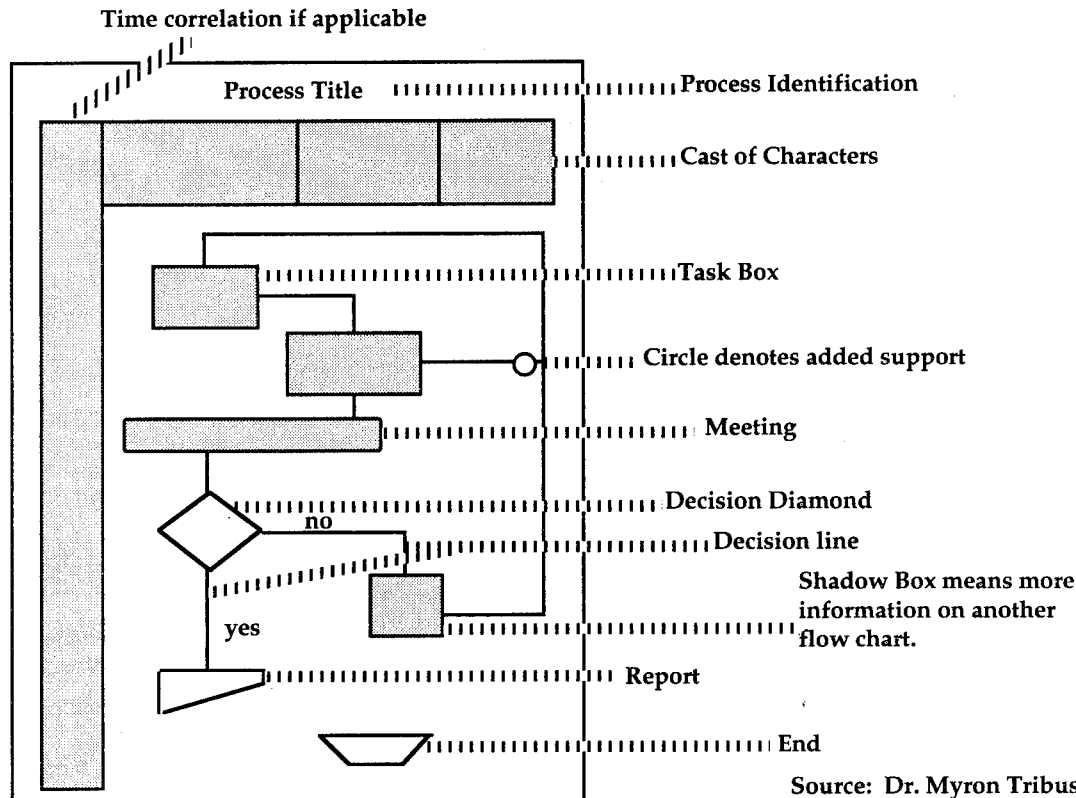 Time correlation if applicable
Process Title
Process Identification
Cast of Characters
Task Box
Circle denotes added support
Meeting
Decision Diamond
no
Decision line
Shadow Box means more
information on another
flow chart.
yes
Report
End
Source: Dr. Myron Tribus